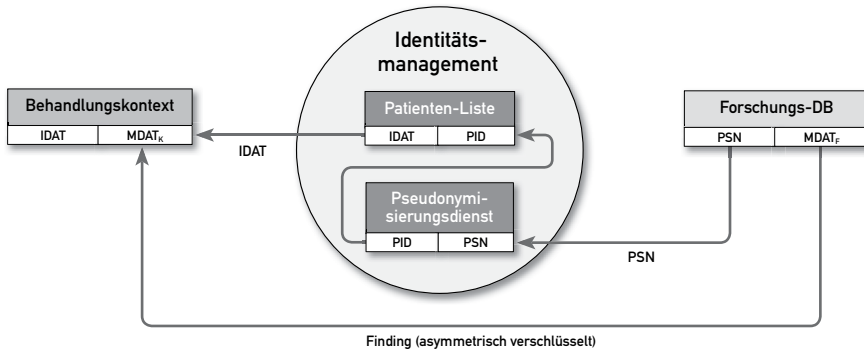 Identitäts-
management
Behandlungskontext
IDAT MDATK
Patienten-Liste
IDAT PID
Forschungs-DB
PSN MDATF
IDAT
Pseudonymi-
sierungsdienst
PID PSN
PSN
Finding (asymmetrisch verschlüsselt)